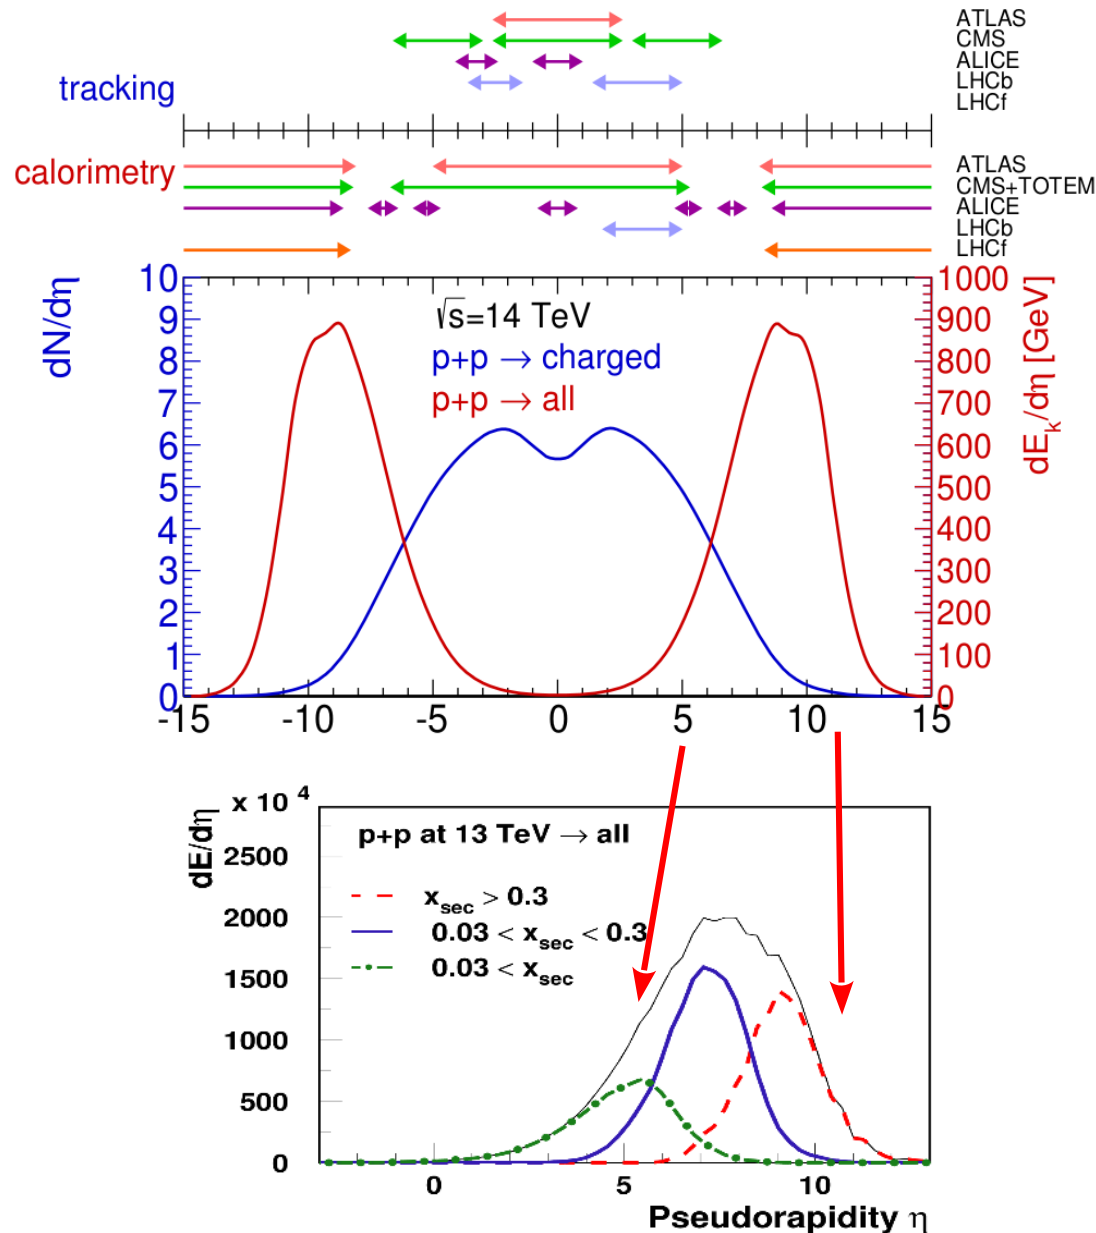 ATLAS
CMS
ALICE
LHCb
LHCf
tracking
calorimetry
ATLAS
CMS+TOTEM
ALICE
LHCb
LHCf
dN/dη
10
9
8
7
6
5
4
3
2
1
0
√s=14 TeV
p+p → charged
p+p → all
1000
900
800
700
600
500
400
300
200
100
0
dE_k/dη [GeV]
-15 -10 -5 0 5 10 15
x 10 ^4
dE/dη
2500
2000
1500
1000
500
0
p+p at 13 TeV → all
x_sec > 0.3
0.03 < x_sec < 0.3
0.03 < x_sec
0 5 10
Pseudorapidity η